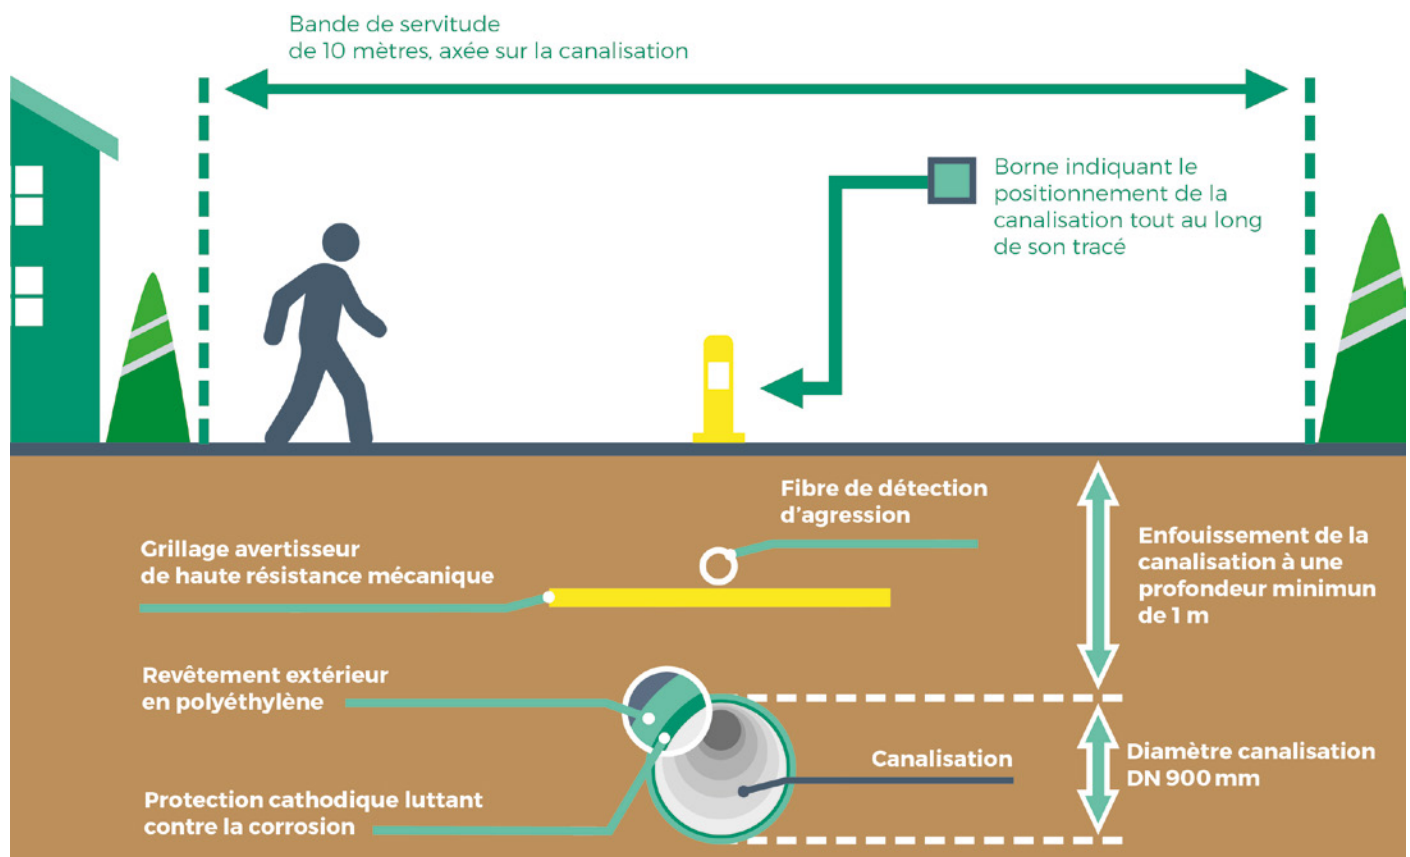 Bande de servitude
de 10 mètres, axée sur la canalisation
Borne indiquant le
positionnement de la
canalisation tout au long
de son tracé
Fibre de détection
d'agression
Grillage avertisseur
de haute résistance mécanique
Enfouissement de la
canalisation à une
profondeur minimun
de 1 m
Revêtement extérieur
en polyéthylène
Canalisation
Diamètre canalisation
DN 900 mm
Protection cathodique luttant
contre la corrosion